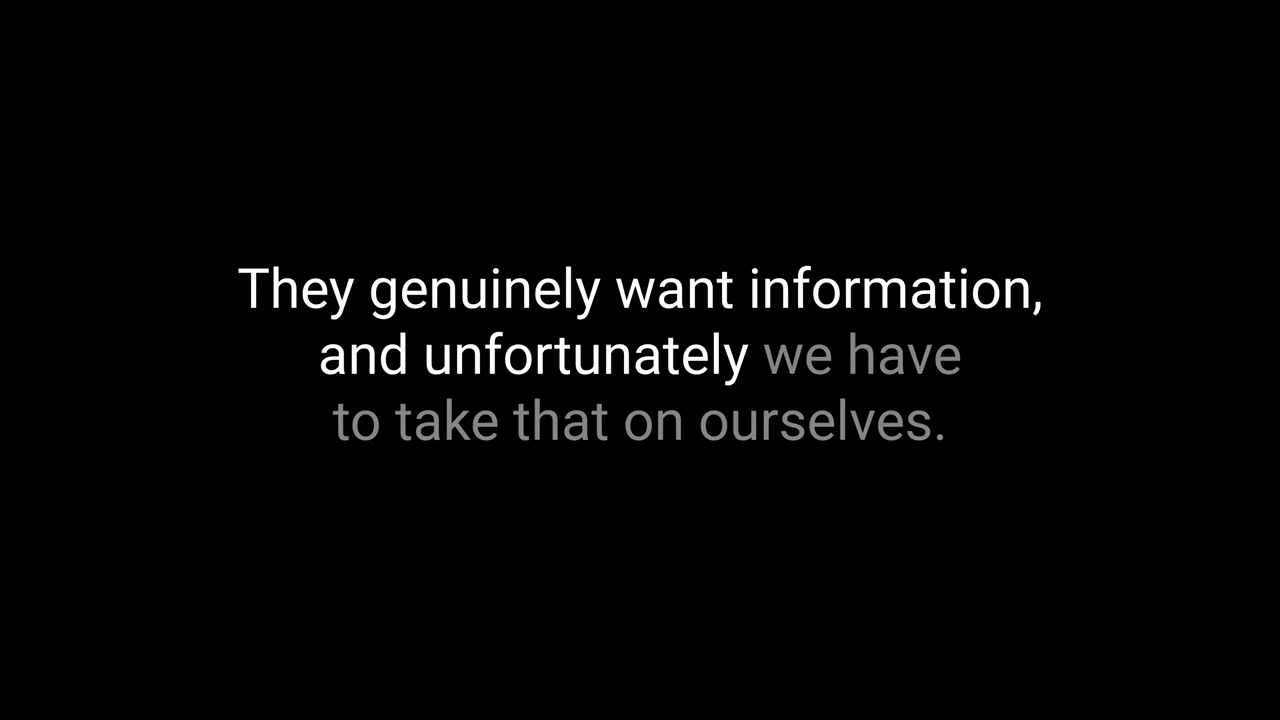 They genuinely want information,
and unfortunately we have
to take that on ourselves.